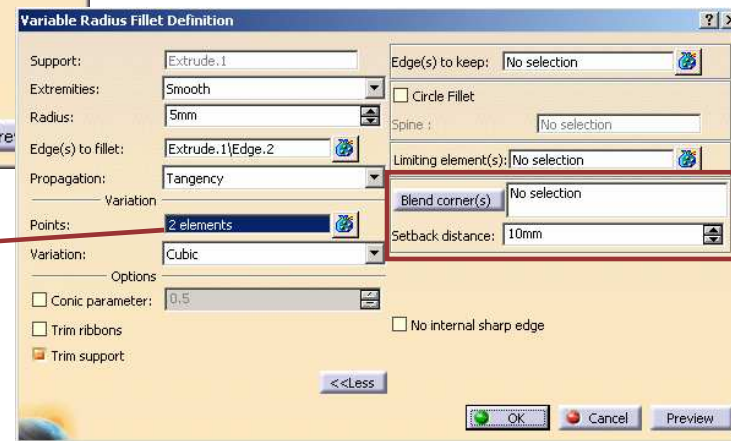 Variable Radius Fillet Definition
Support: Extrude.1
Extremities: Smooth
Radius: 5mm
Edge(s) to fillet: Extrude.1\Edge.2
Propagation: Tangency
Variation
Points: 2 elements
Variation: Cubic
Options
Conic parameter: 0.5
Trim ribbons
Trim support
<<Less
Edge(s) to keep: No selection
Circle Fillet
Spine : No selection
Limiting element(s): No selection
Blend corner(s) No selection
Setback distance: 10mm
No internal sharp edge
OK Cancel Preview